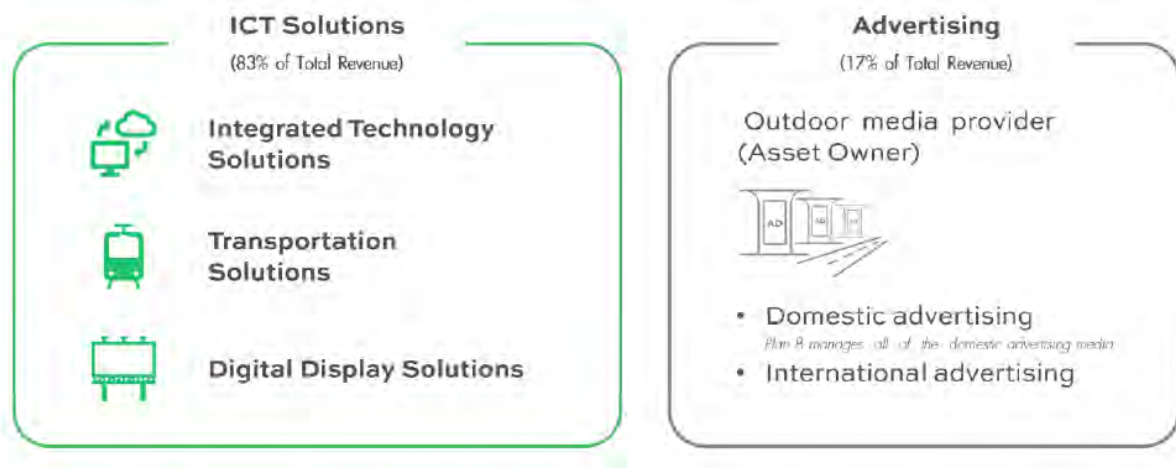 ICT Solutions
(83% of Total Revenue)
Integrated Technology
Solutions
Transportation
Solutions
Digital Display Solutions
Advertising
(17% of Total Revenue)
Outdoor media provider
(Asset Owner)
AD
AD
AD
• Domestic advertising
Plan B manages all of the domestic advertising media
• International advertising